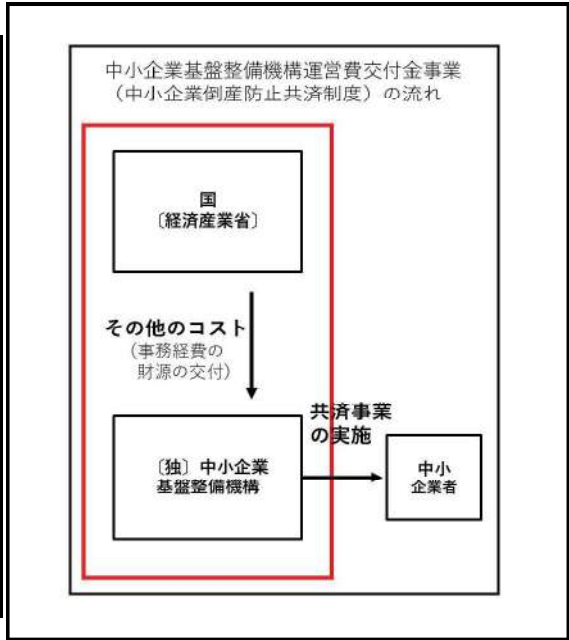 中小企業基盤整備機構運営費交付金事業
（中小企業倒産防止共済制度）の流れ
国
〔経済産業省〕
その他のコスト
（事務経費の
財源の交付）
共済事業
の実施
〔独〕中小企業
基盤整備機構
中小
企業者